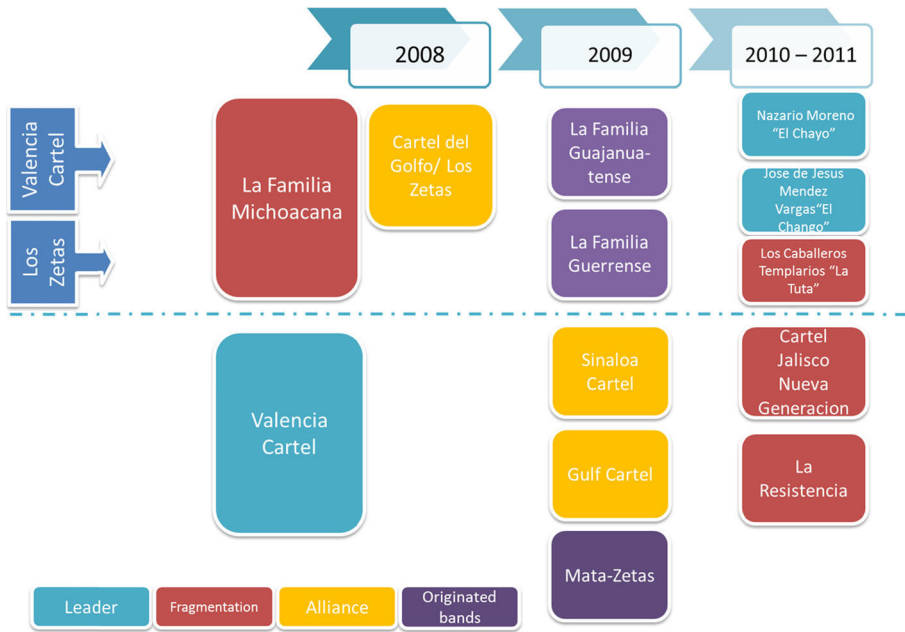 2008
2009
2010 – 2011
Valencia
Cartel
Los
Zetas
La Familia
Michoacana
Cartel del
Golfo/ Los
Zetas
La Familia
Guajanua-
tense
La Familia
Guerrense
Nazario Moreno
“El Chayo”
Jose de Jesus
Mendez
Vargas“El
Chango”
Los Caballeros
Templarios “La
Tuta”
Valencia
Cartel
Sinaloa
Cartel
Gulf Cartel
Mata-Zetas
Cartel
Jalisco
Nueva
Generacion
La
Resistencia
Leader
Fragmentation
Alliance
Originated
bands